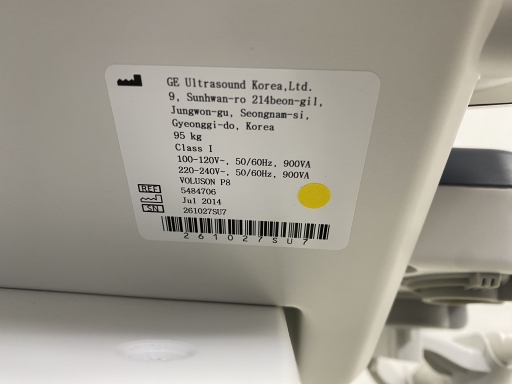 GE Ultrasound Korea,Ltd.
9, Sunhwan-ro 214beon-gil,
Jungwon-gu, Seongnam-si,
Gyeonggi-do, Korea
95 kg
Class I
100-120V~, 50/60Hz, 900VA
220-240V~, 50/60Hz, 900VA
VOLUSON P8
REF 5484706
Jul 2014
SN 261027SU7
261027SU7